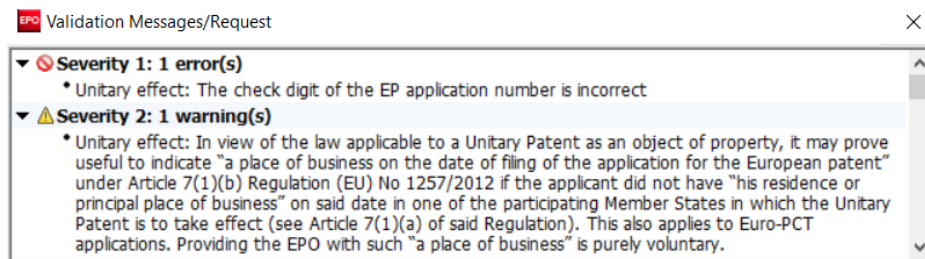 EPO Validation Messages/Request
Severity 1: 1 error(s)
• Unitary effect: The check digit of the EP application number is incorrect
Severity 2: 1 warning(s)
• Unitary effect: In view of the law applicable to a Unitary Patent as an object of property, it may prove
useful to indicate "a place of business on the date of filing of the application for the European patent"
under Article 7(1)(b) Regulation (EU) No 1257/2012 if the applicant did not have "his residence or
principal place of business" on said date in one of the participating Member States in which the Unitary
Patent is to take effect (see Article 7(1)(a) of said Regulation). This also applies to Euro-PCT
applications. Providing the EPO with such "a place of business" is purely voluntary.